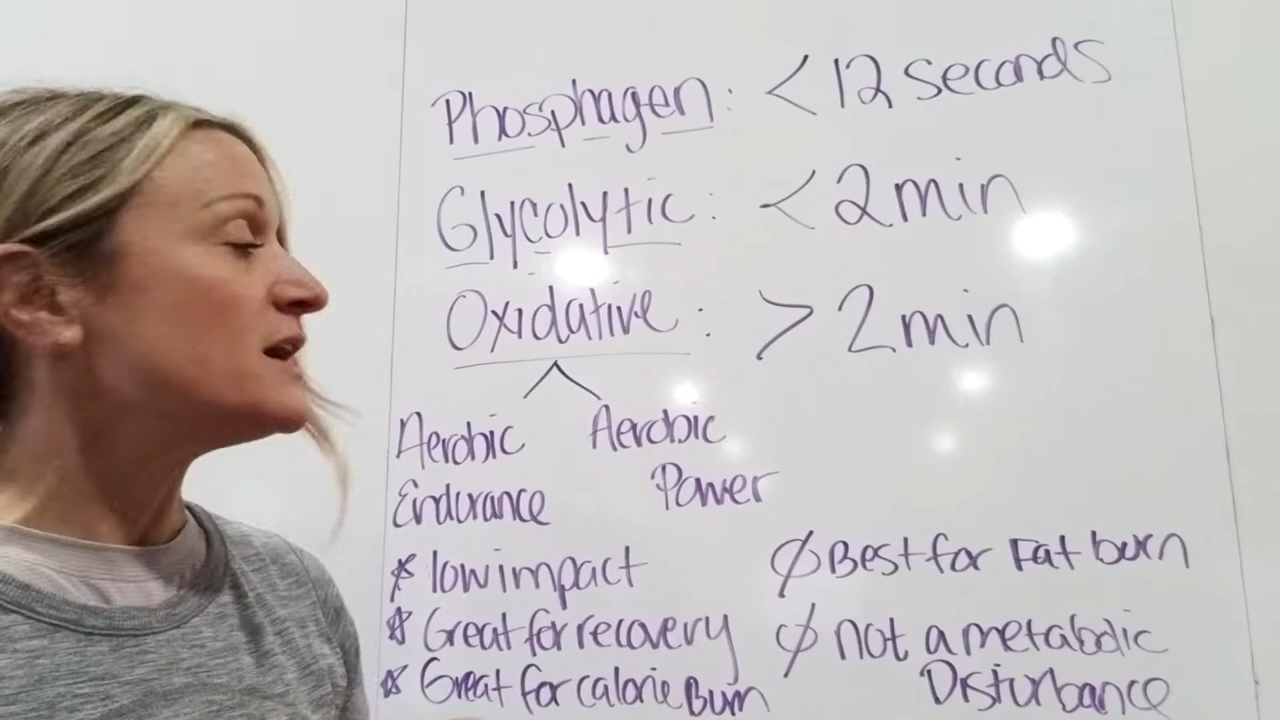 Phosphagen: < 12 seconds
Glycolytic: < 2 min
Oxidative: > 2 min
Aerobic Endurance
Aerobic Power
* low impact
* Great for recovery
* Great for calorie Burn
∅ Best for Fat burn
∅ not a metabolic
Disturbance